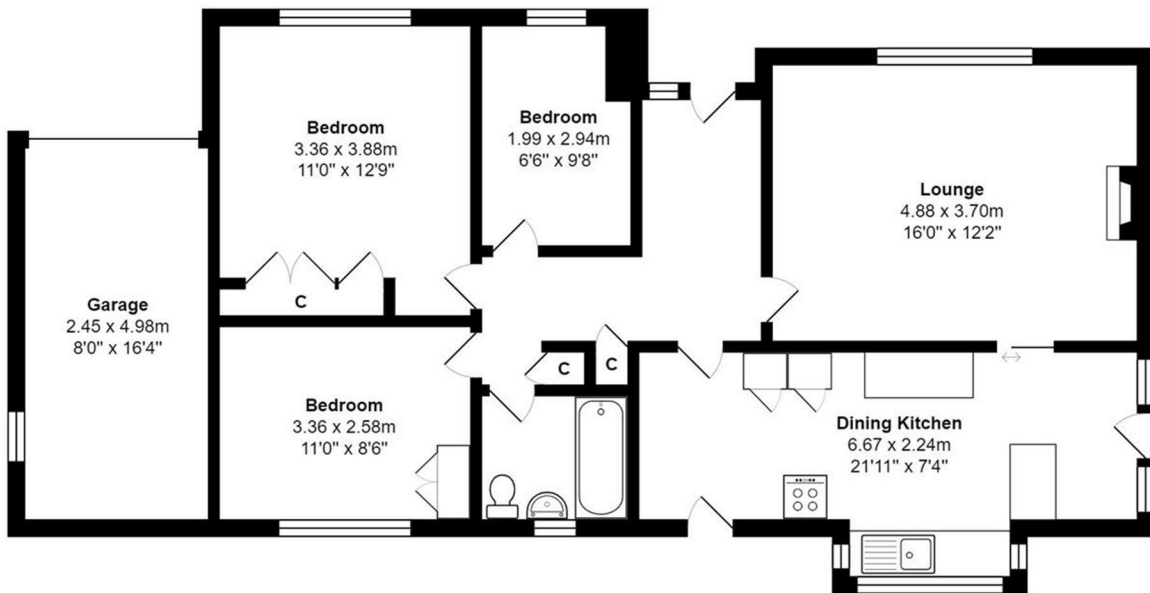 Bedroom
3.36 x 3.88m
11'0" x 12'9"
C
Bedroom
1.99 x 2.94m
6'6" x 9'8"
Lounge
4.88 x 3.70m
16'0" x 12'2"
Garage
2.45 x 4.98m
8'0" x 16'4"
Bedroom
3.36 x 2.58m
11'0" x 8'6"
C
C
Dining Kitchen
6.67 x 2.24m
21'11" x 7'4"